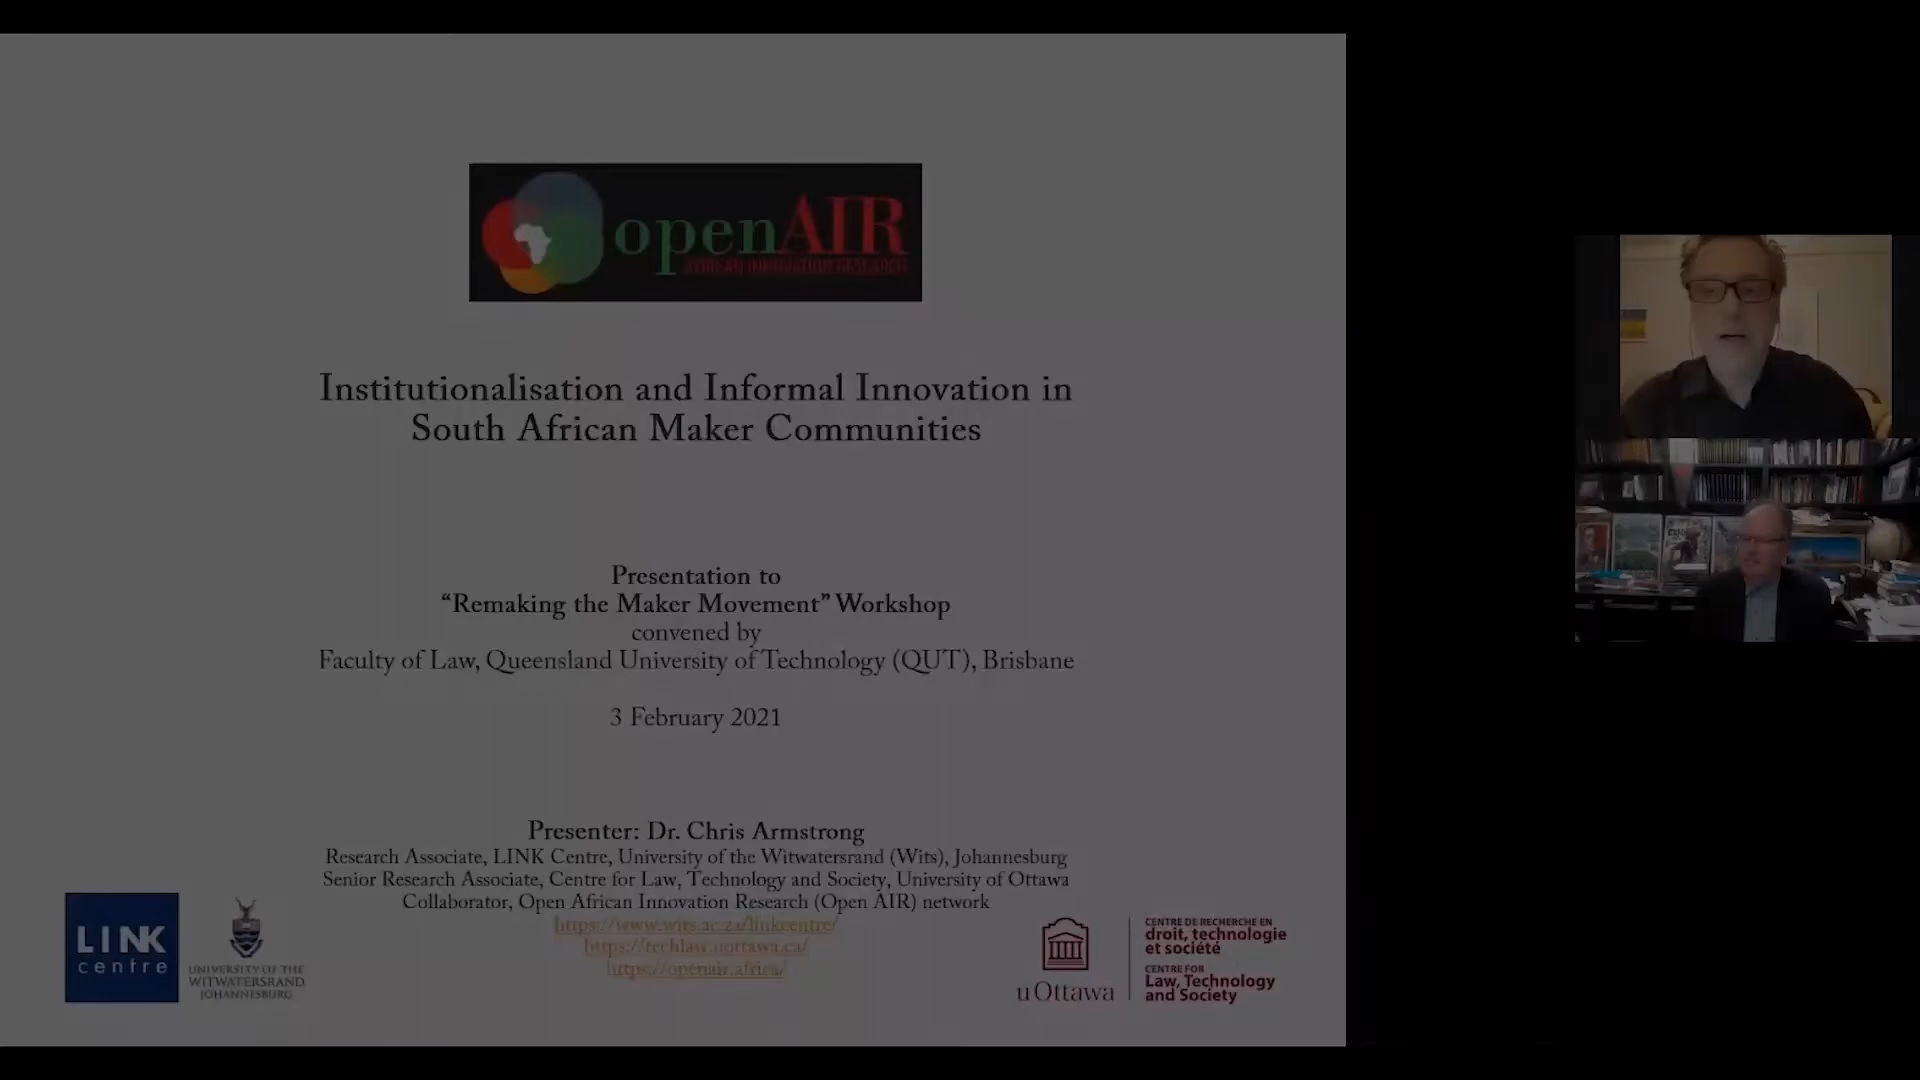 openAIR
AFRICAN INNOVATION RESEARCH
Institutionalisation and Informal Innovation in
South African Maker Communities
Presentation to
“Remaking the Maker Movement” Workshop
convened by
Faculty of Law, Queensland University of Technology (QUT), Brisbane
3 February 2021
Presenter: Dr. Chris Armstrong
Research Associate, LINK Centre, University of the Witwatersrand (Wits), Johannesburg
Senior Research Associate, Centre for Law, Technology and Society, University of Ottawa
Collaborator, Open African Innovation Research (Open AIR) network
https://www.wits.ac.za/linkcentre/
https://techlaw.uottawa.ca/
https://openair.africa/
LINK
centre
UNIVERSITY OF THE
WITWATERSRAND,
JOHANNESBURG
uOttawa
CENTRE DE RECHERCHE EN
droit, technologie
et société
CENTRE FOR
Law, Technology
and Society